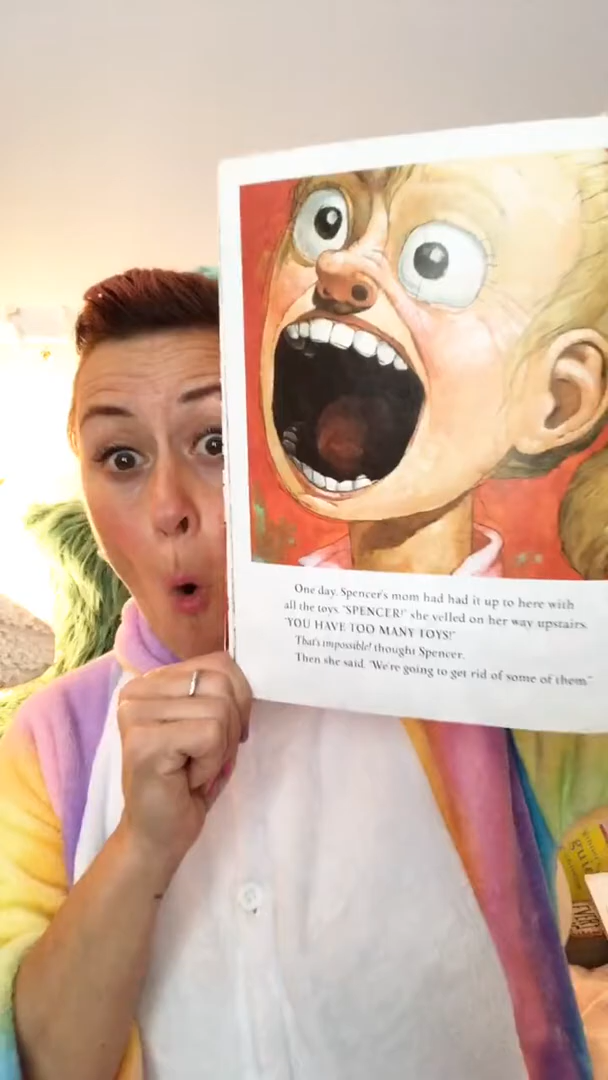 One day, Spencer's mom had had it up to here with
all the toys. "SPENCER!" she yelled on her way upstairs.
"YOU HAVE TOO MANY TOYS!"
That's impossible! thought Spencer.
Then she said, "We're going to get rid of some of them."